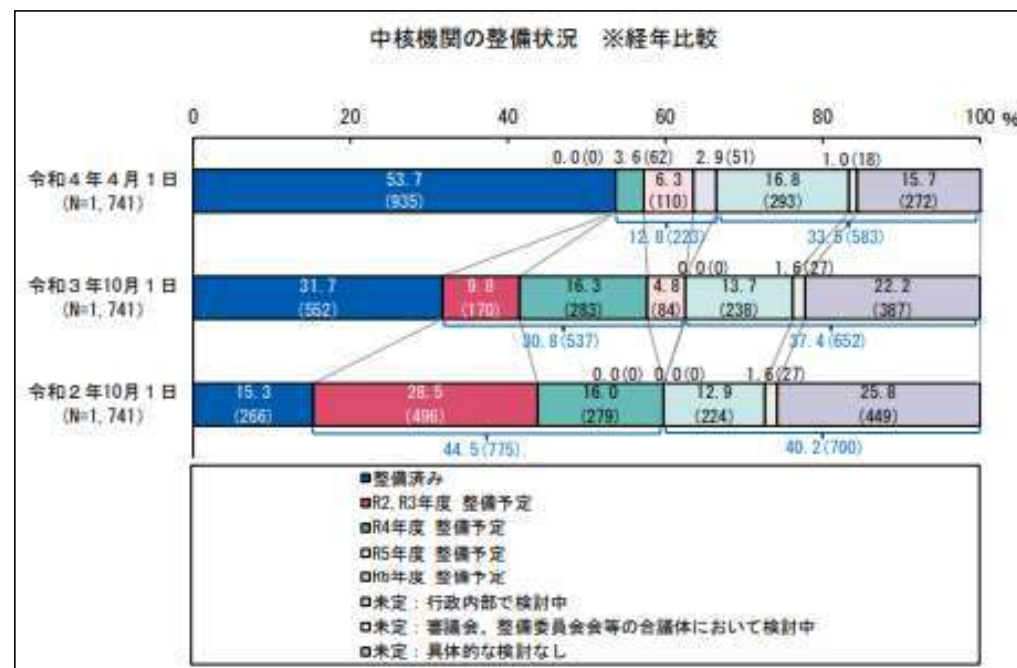 中核機関の整備状況　※経年比較
0 20 40 60 80 100 %
0.0(0) 3.6(62) 2.9(51) 1.0(18)
令和4年4月1日
(N=1,741)
53.7 6.3 16.8 15.7
(935) (110) (293) (272)
12.8(223) 33.5(583)
0.0(0) 1.6(27)
令和3年10月1日
(N=1,741)
31.7 9.8 16.3 4.8 13.7 22.2
(552) (170) (283) (84) (238) (387)
30.8(537) 37.4(652)
0.0(0) 0.0(0) 1.6(27)
令和2年10月1日
(N=1,741)
15.3 28.5 16.0 12.9 25.8
(266) (496) (279) (224) (449)
44.5(775) 40.2(700)
整備済み
R2,R3年度 整備予定
R4年度 整備予定
R5年度 整備予定
R6年度 整備予定
未定：行政内部で検討中
未定：審議会、整備委員会会等の合議体において検討中
未定：具体的な検討なし